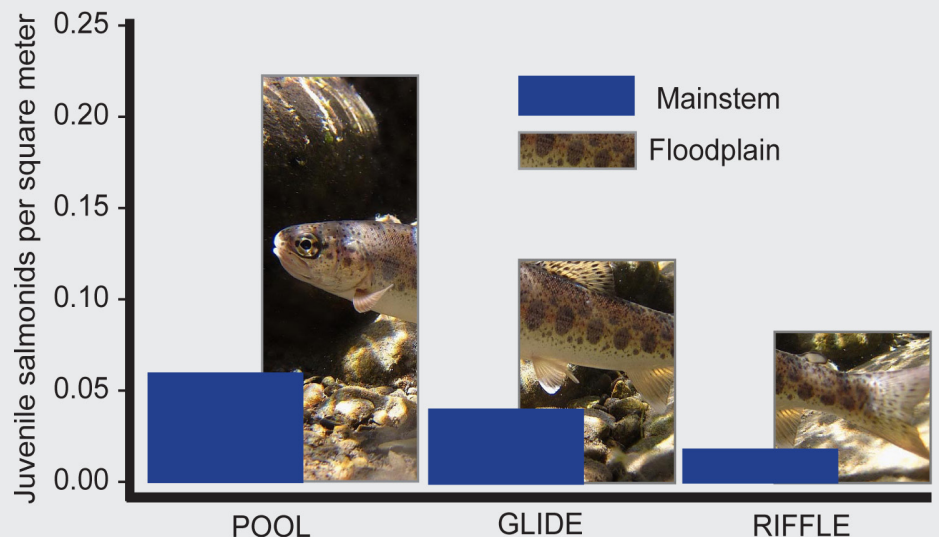 Juvenile salmonids per square meter
0.25
0.20
0.15
0.10
0.05
0.00
Mainstem
Floodplain
POOL
GLIDE
RIFFLE